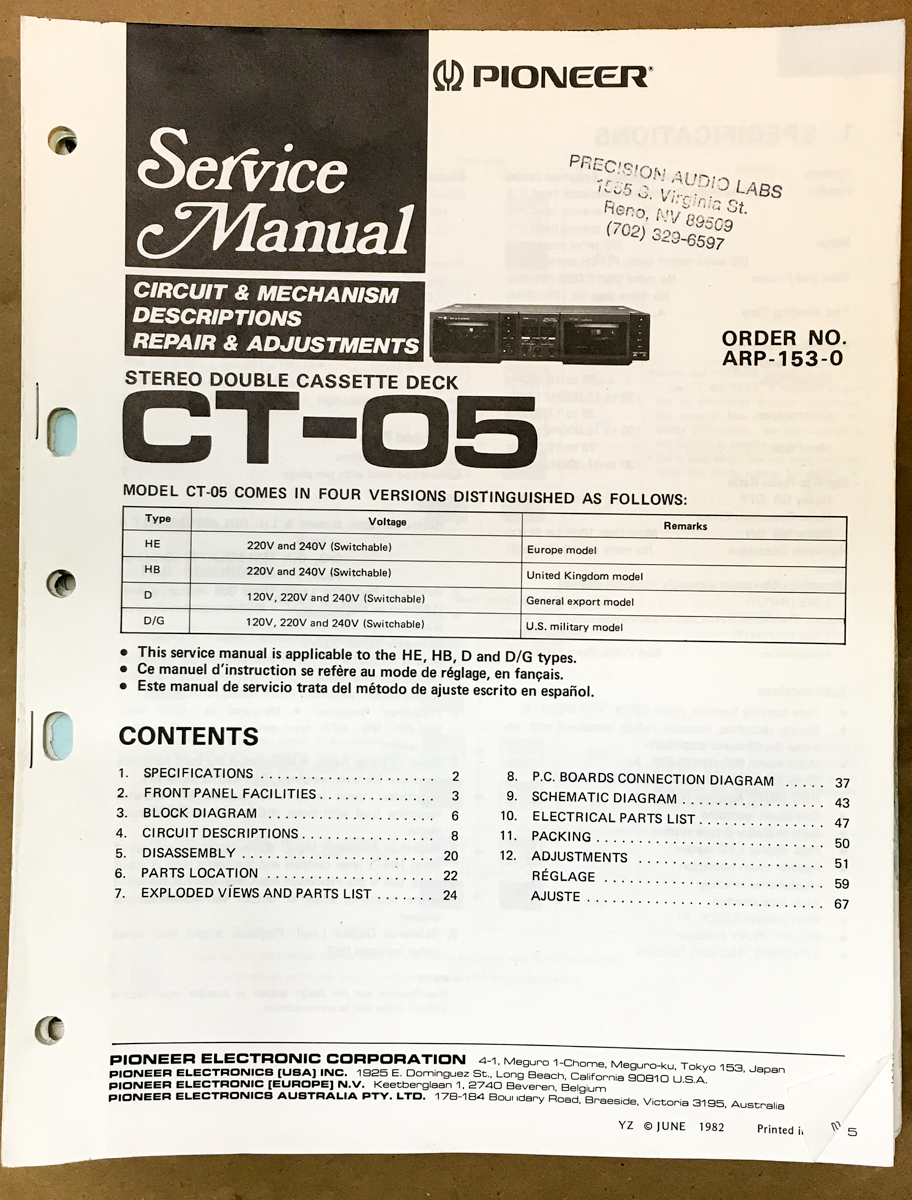 PIONEER®
Service
Manual
PRECISION AUDIO LABS
1555 S. Virginia St.
Reno, NV 89509
(702) 329-6597
CIRCUIT & MECHANISM
DESCRIPTIONS
REPAIR & ADJUSTMENTS
ORDER NO.
ARP-153-0
STEREO DOUBLE CASSETTE DECK
CT-05
MODEL CT-05 COMES IN FOUR VERSIONS DISTINGUISHED AS FOLLOWS:
Type Voltage Remarks
HE 220V and 240V (Switchable) Europe model
HB 220V and 240V (Switchable) United Kingdom model
D 120V, 220V and 240V (Switchable) General export model
D/G 120V, 220V and 240V (Switchable) U.S. military model
● This service manual is applicable to the HE, HB, D and D/G types.
● Ce manuel d'instruction se refère au mode de réglage, en fançais.
● Este manual de servicio trata del método de ajuste escrito en español.
CONTENTS
1. SPECIFICATIONS .................... 2
2. FRONT PANEL FACILITIES ............. 3
3. BLOCK DIAGRAM ................... 6
4. CIRCUIT DESCRIPTIONS ............... 8
5. DISASSEMBLY ...................... 20
6. PARTS LOCATION ................... 22
7. EXPLODED VIEWS AND PARTS LIST ....... 24
8. P.C. BOARDS CONNECTION DIAGRAM ..... 37
9. SCHEMATIC DIAGRAM ................ 43
10. ELECTRICAL PARTS LIST .............. 47
11. PACKING .......................... 50
12. ADJUSTMENTS ..................... 51
RÉGLAGE ......................... 59
AJUSTE ........................... 67
PIONEER ELECTRONIC CORPORATION 4-1, Meguro 1-Chome, Meguro-ku, Tokyo 153, Japan
PIONEER ELECTRONICS [USA] INC. 1925 E. Dominguez St., Long Beach, California 90810 U.S.A.
PIONEER ELECTRONIC [EUROPE] N.V. Keetberglaan 1, 2740 Beveren, Belgium
PIONEER ELECTRONICS AUSTRALIA PTY. LTD. 178-184 Boundary Road, Braeside, Victoria 3195, Australia
YZ © JUNE 1982 Printed i